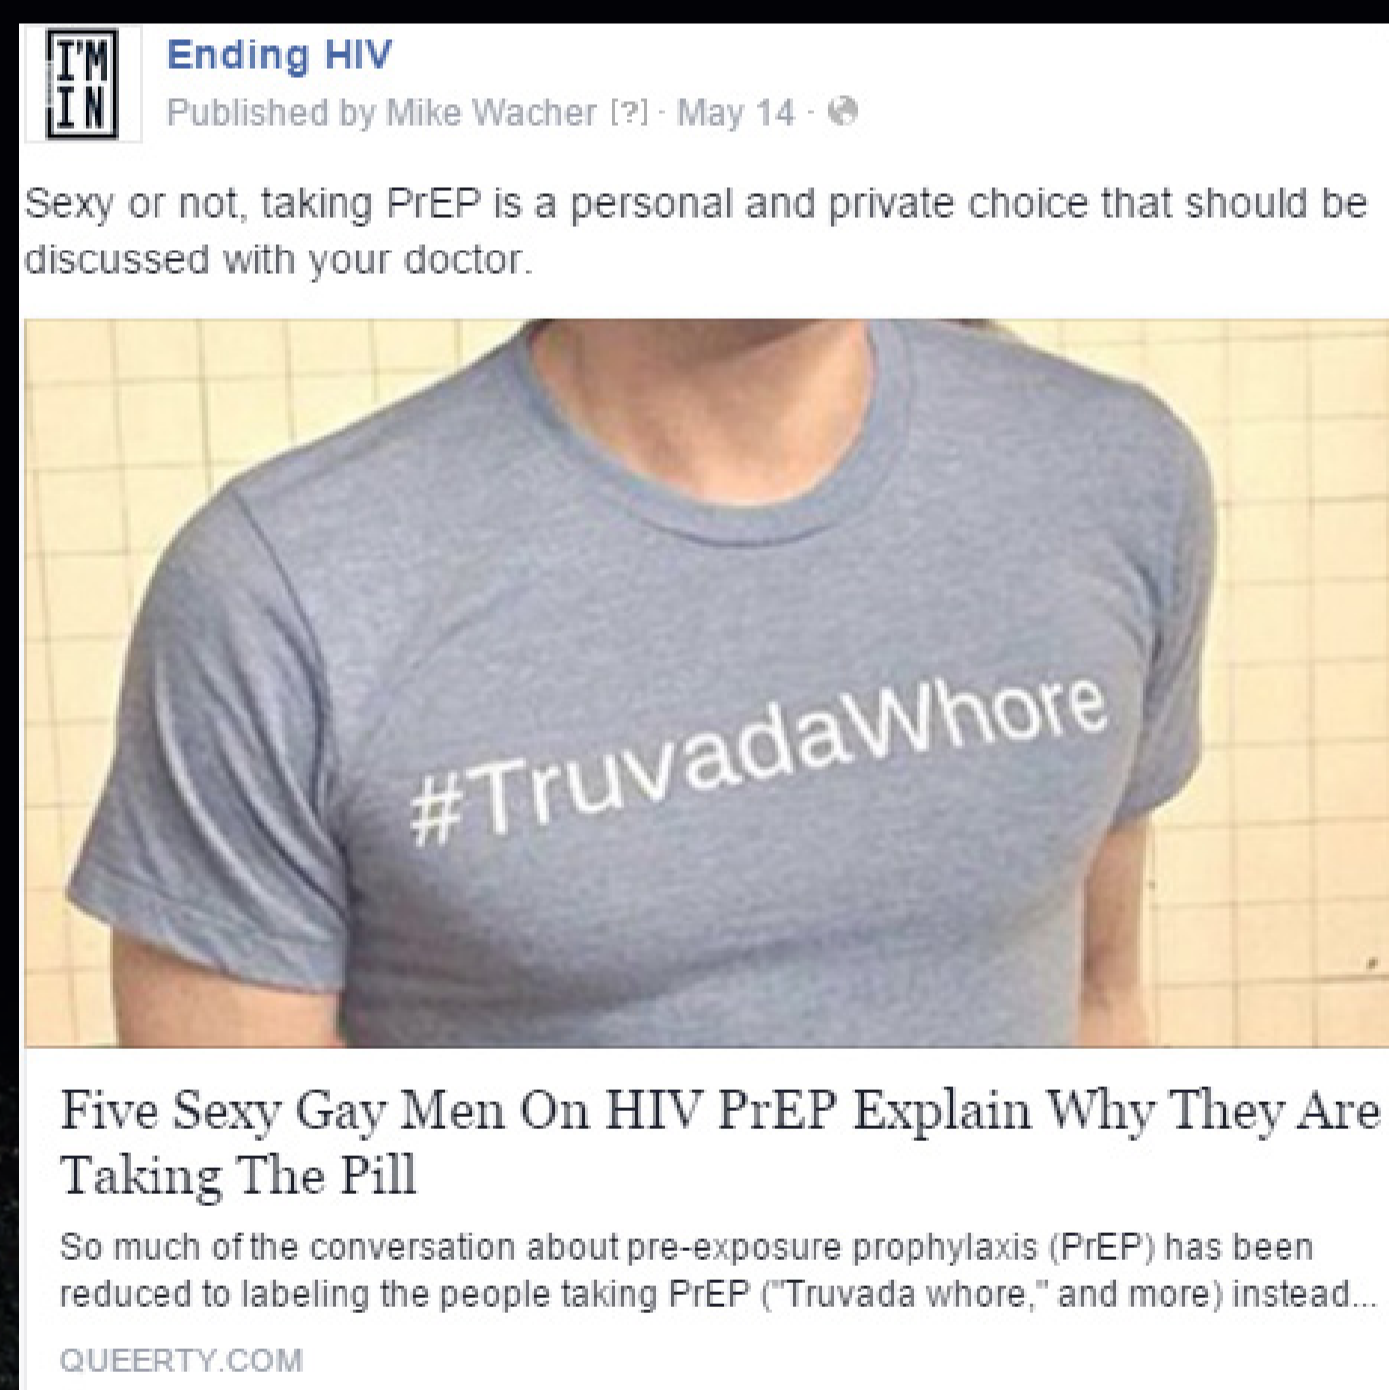 I'M
IN
Ending HIV
Published by Mike Wacher [?] · May 14 ·
Sexy or not, taking PrEP is a personal and private choice that should be
discussed with your doctor.
#TruvadaWhore
Five Sexy Gay Men On HIV PrEP Explain Why They Are
Taking The Pill
So much of the conversation about pre-exposure prophylaxis (PrEP) has been
reduced to labeling the people taking PrEP ("Truvada whore," and more) instead...
QUEERTY.COM